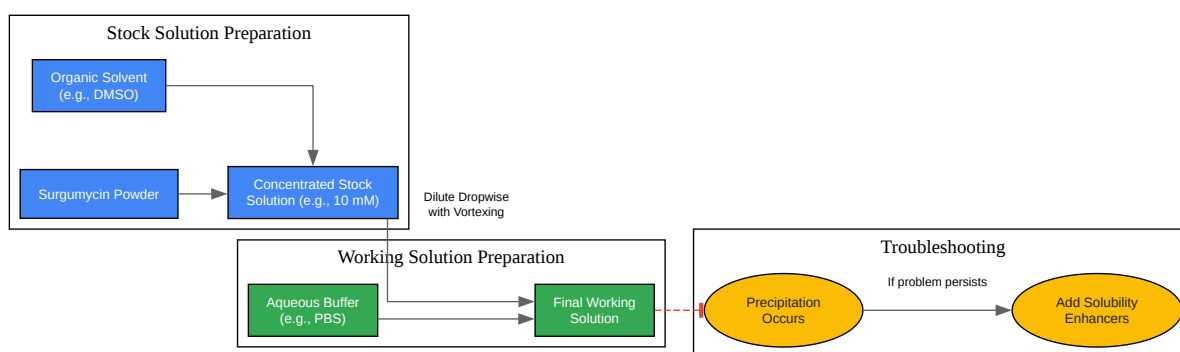 Stock Solution Preparation
Organic Solvent
(e.g., DMSO)
Surgumycin Powder
Concentrated Stock
Solution (e.g., 10 mM)
Dilute Dropwise
with Vortexing
Working Solution Preparation
Aqueous Buffer
(e.g., PBS)
Final Working
Solution
Troubleshooting
Precipitation
Occurs
If problem persists
Add Solubility
Enhancers